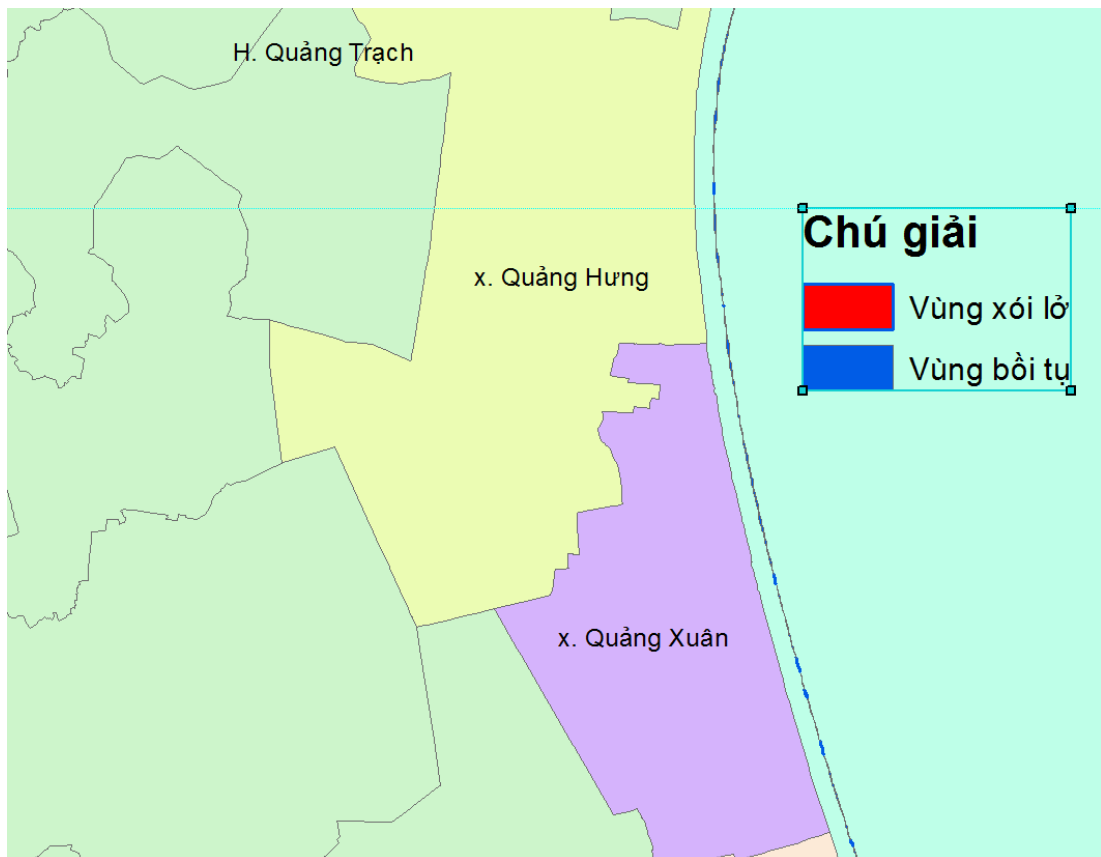 H. Quảng Trạch
Chú giải
x. Quảng Hưng
Vùng xói lở
Vùng bồi tụ
x. Quảng Xuân